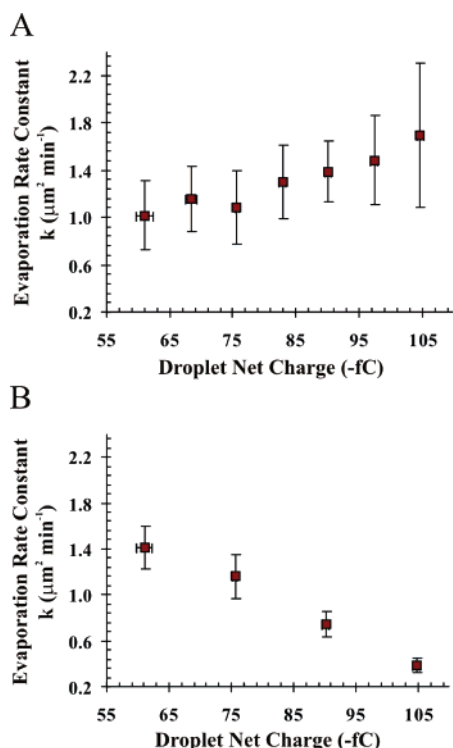 A
Evaporation Rate Constant
k (μm² min⁻¹)
2.2
1.8
1.4
1.0
0.6
0.2
55 65 75 85 95 105
Droplet Net Charge (-fC)
B
Evaporation Rate Constant
k (μm² min⁻¹)
2.2
1.8
1.4
1.0
0.6
0.2
55 65 75 85 95 105
Droplet Net Charge (-fC)